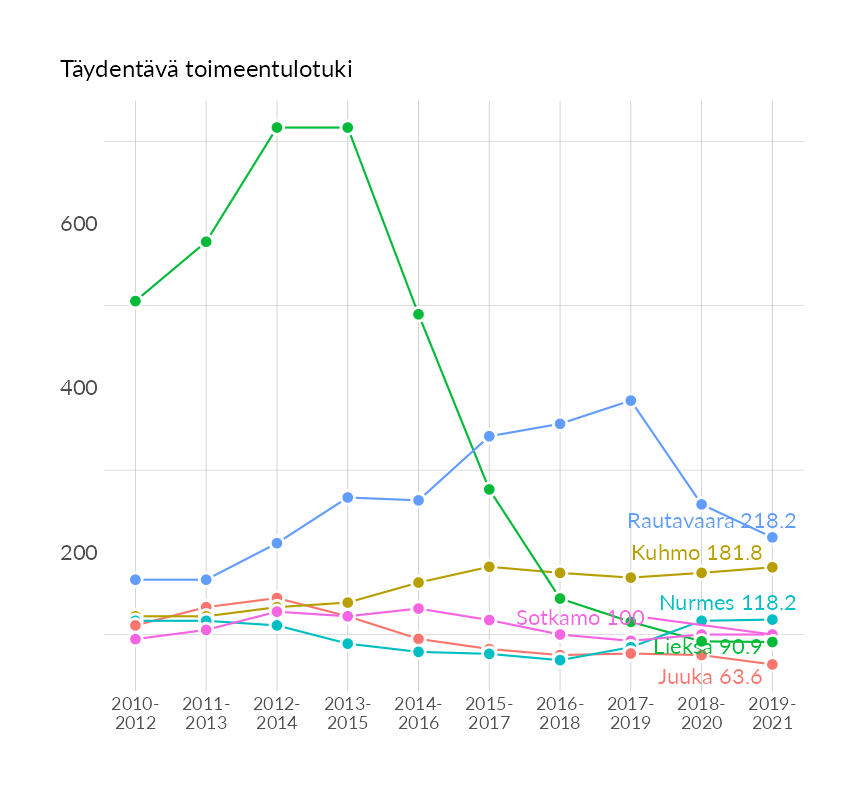 Täydentävä toimeentulotuki
600
400
200
Rautavaara 218.2
Kuhmo 181.8
Nurmes 118.2
Sotkamo 100
Lieksa 90.9
Juuka 63.6
2010- 2011- 2012- 2013- 2014- 2015- 2016- 2017- 2018- 2019-
2012 2013 2014 2015 2016 2017 2018 2019 2020 2021